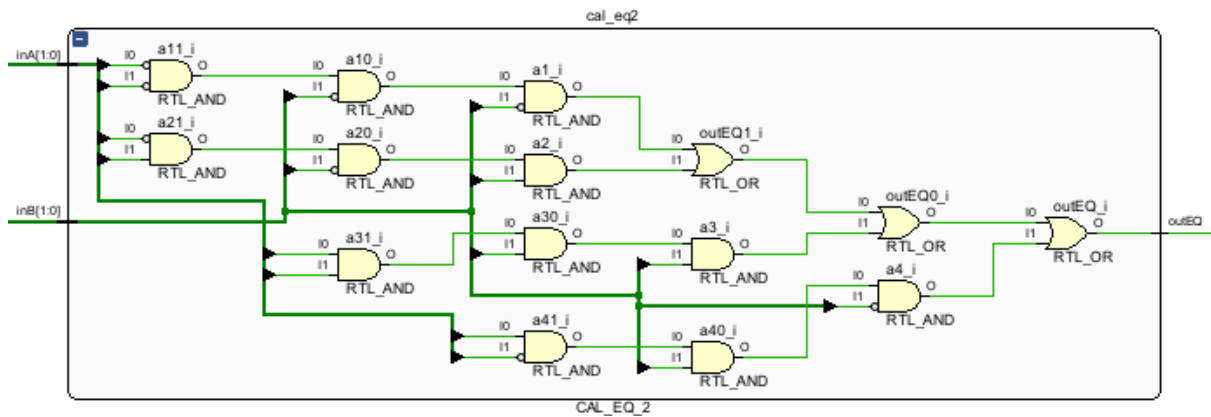 cal_eq2
inA[1:0]
a11_i
I0
I1
O
RTL_AND
a10_i
I0
I1
O
RTL_AND
a1_i
I0
I1
O
RTL_AND
a21_i
I0
I1
O
RTL_AND
a20_i
I0
I1
O
RTL_AND
a2_i
I0
I1
O
RTL_AND
outEQ1_i
I0
I1
O
RTL_OR
inB[1:0]
a31_i
I0
I1
O
RTL_AND
a30_i
I0
I1
O
RTL_AND
a3_i
I0
I1
O
RTL_AND
outEQ0_i
I0
I1
O
RTL_OR
outEQ_i
I0
I1
O
RTL_OR
outEQ
a41_i
I0
I1
O
RTL_AND
a40_i
I0
I1
O
RTL_AND
a4_i
I0
I1
O
RTL_AND
CAL_EQ_2